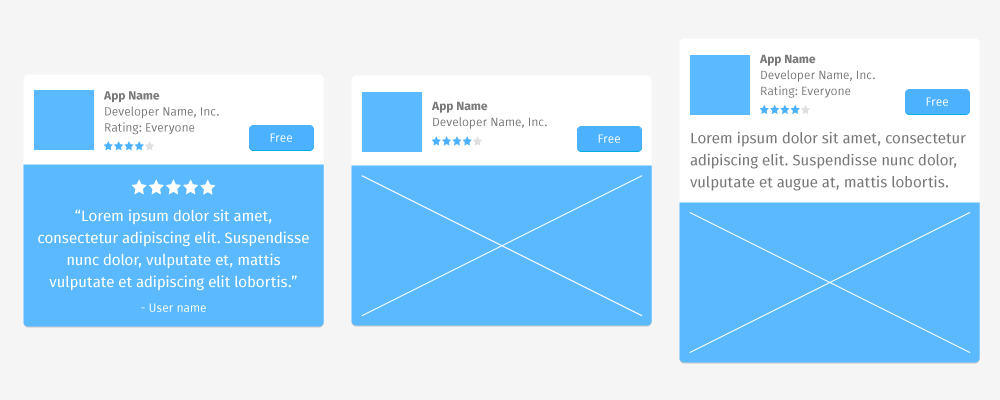 App Name
Developer Name, Inc.
Rating: Everyone
Free
“Lorem ipsum dolor sit amet,
consectetur adipiscing elit. Suspendisse
nunc dolor, vulputate et, mattis
vulputate et adipiscing elit lobortis.”
- User name
App Name
Developer Name, Inc.
Free
App Name
Developer Name, Inc.
Rating: Everyone
Free
Lorem ipsum dolor sit amet, consectetur
adipiscing elit. Suspendisse nunc dolor,
vulputate et augue at, mattis lobortis.